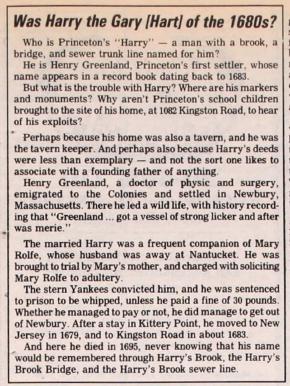 Was Harry the Gary [Hart] of the 1680s?
Who is Princeton's "Harry" — a man with a brook, a
bridge, and sewer trunk line named for him?
He is Henry Greenland, Princeton's first settler, whose
name appears in a record book dating back to 1683.
But what is the trouble with Harry? Where are his markers
and monuments? Why aren't Princeton's school children
brought to the site of his home, at 1082 Kingston Road, to hear
of his exploits?
Perhaps because his home was also a tavern, and he was
the tavern keeper. And perhaps also because Harry's deeds
were less than exemplary — and not the sort one likes to
associate with a founding father of anything.
Henry Greenland, a doctor of physic and surgery,
emigrated to the Colonies and settled in Newbury,
Massachusetts. There he led a wild life, with history record-
ing that "Greenland ... got a vessel of strong licker and after
was merie."
The married Harry was a frequent companion of Mary
Rolfe, whose husband was away at Nantucket. He was
brought to trial by Mary's mother, and charged with soliciting
Mary Rolfe to adultery.
The stern Yankees convicted him, and he was sentenced
to prison to be whipped, unless he paid a fine of 30 pounds.
Whether he managed to pay or not, he did manage to get out
of Newbury. After a stay in Kittery Point, he moved to New
Jersey in 1679, and to Kingston Road in about 1683.
And here he died in 1695, never knowing that his name
would be remembered through Harry's Brook, the Harry's
Brook Bridge, and the Harry's Brook sewer line.